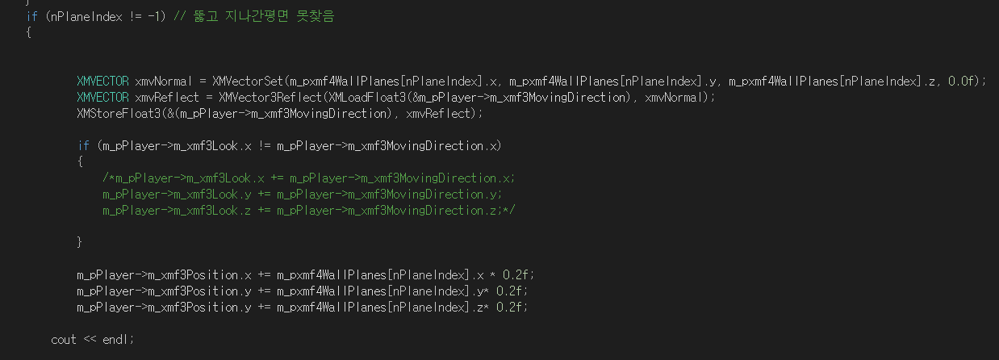 }
if (nPlaneIndex != -1) // 뚫고 지나간평면 못찾음
{
XMVECTOR xmvNormal = XMVectorSet(m_pxmf4WallPlanes[nPlaneIndex].x, m_pxmf4WallPlanes[nPlaneIndex].y, m_pxmf4WallPlanes[nPlaneIndex].z, 0.0f);
XMVECTOR xmvReflect = XMVector3Reflect(XMLoadFloat3(&m_pPlayer->m_xmf3MovingDirection), xmvNormal);
XMStoreFloat3(&(m_pPlayer->m_xmf3MovingDirection), xmvReflect);
if (m_pPlayer->m_xmf3Look.x != m_pPlayer->m_xmf3MovingDirection.x)
{
/*m_pPlayer->m_xmf3Look.x += m_pPlayer->m_xmf3MovingDirection.x;
m_pPlayer->m_xmf3Look.y += m_pPlayer->m_xmf3MovingDirection.y;
m_pPlayer->m_xmf3Look.z += m_pPlayer->m_xmf3MovingDirection.z;*/
}
m_pPlayer->m_xmf3Position.x += m_pxmf4WallPlanes[nPlaneIndex].x * 0.2f;
m_pPlayer->m_xmf3Position.y += m_pxmf4WallPlanes[nPlaneIndex].y* 0.2f;
m_pPlayer->m_xmf3Position.y += m_pxmf4WallPlanes[nPlaneIndex].z* 0.2f;
cout << endl;